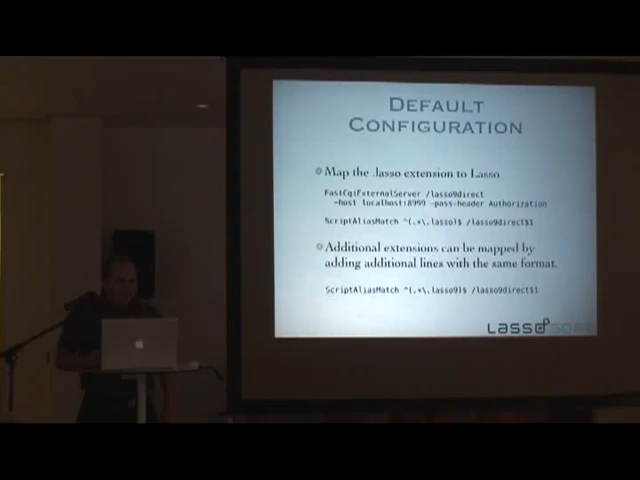 DEFAULT
CONFIGURATION
Map the .lasso extension to Lasso
FastCgiExternalServer /lasso9direct
-host localhost:8999 -pass-header Authorization
ScriptAliasMatch ^(.*\.lasso)$ /lasso9direct$1
Additional extensions can be mapped by
adding additional lines with the same format.
ScriptAliasMatch ^(.*\.lasso9)$ /lasso9direct$1
LASSOSOFT